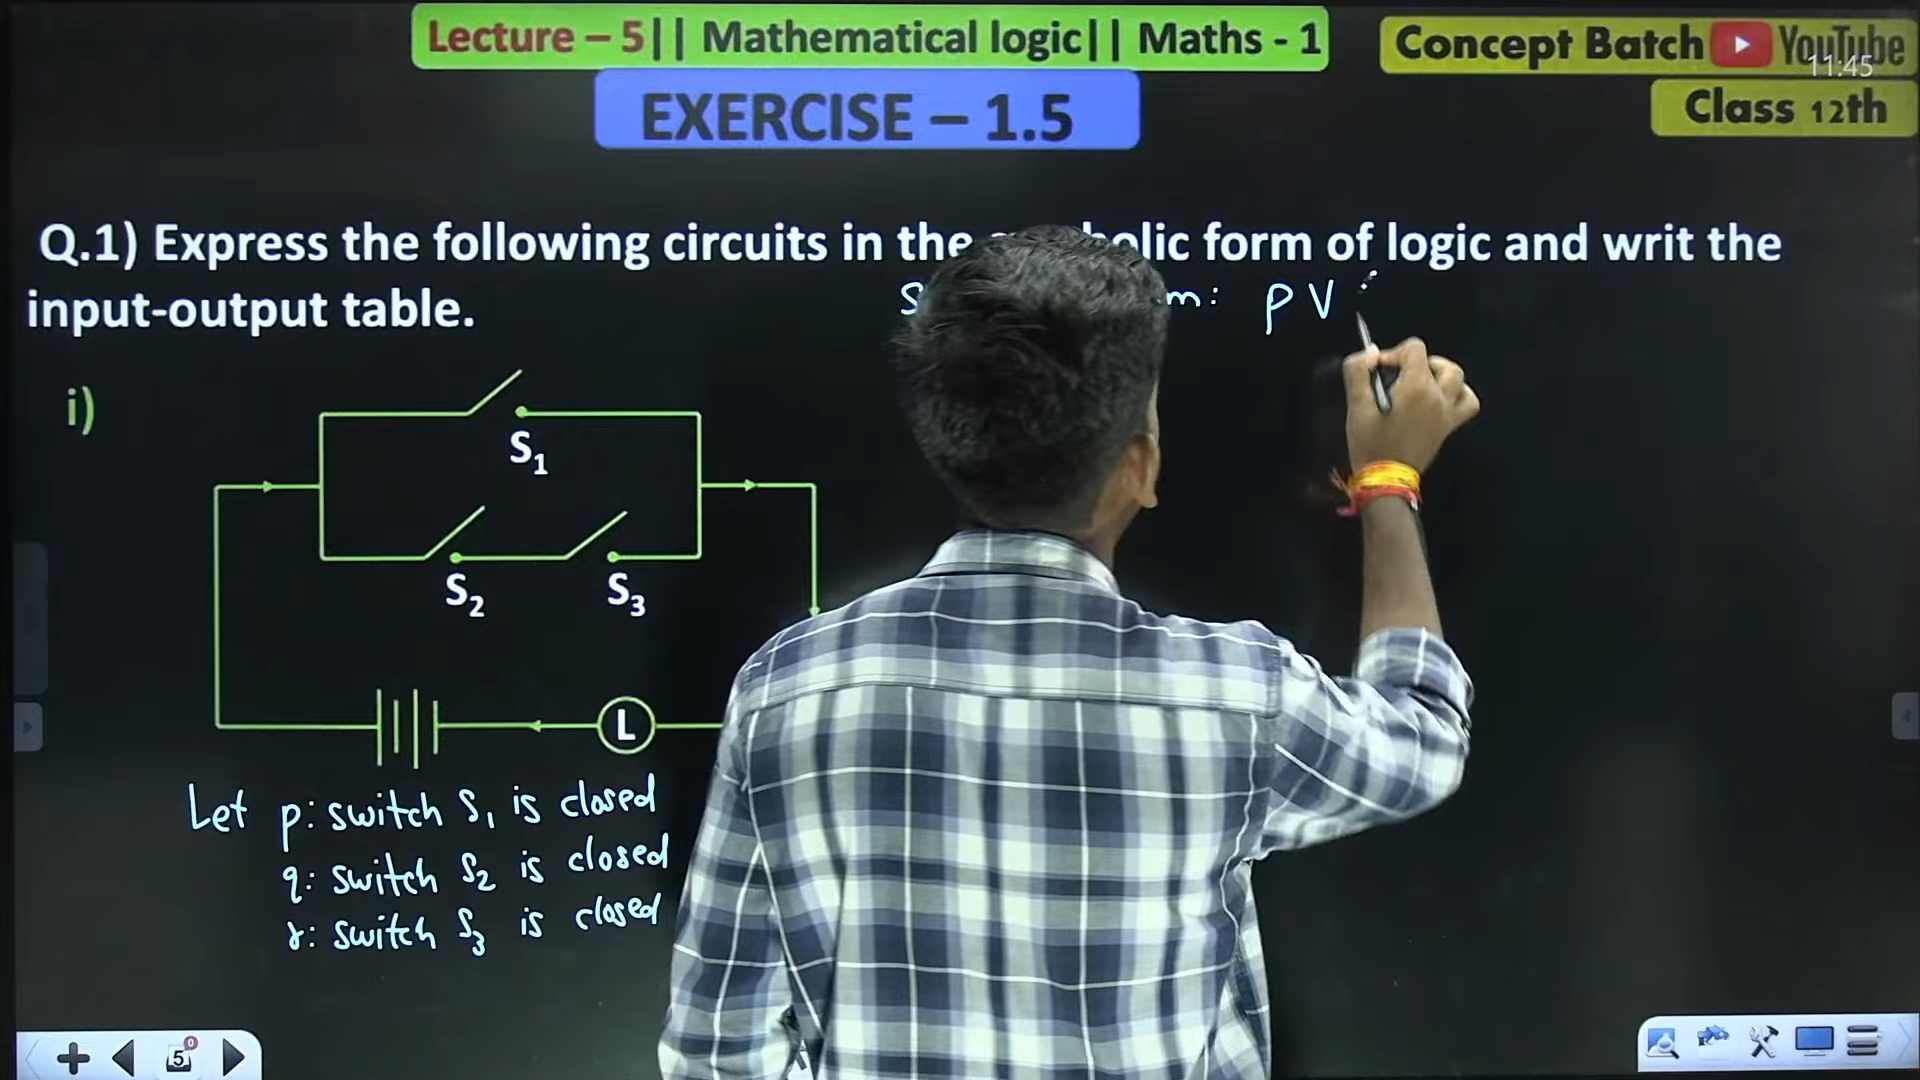 Lecture – 5|| Mathematical logic|| Maths - 1
Concept Batch YouTube
11:45
EXERCISE – 1.5
Class 12th
Q.1) Express the following circuits in the form of logic and writ the
input-output table.
: p ∨
i)
S1
S2
S3
L
Let p: switch S1 is closed
q: switch S2 is closed
r: switch S3 is closed
5
0